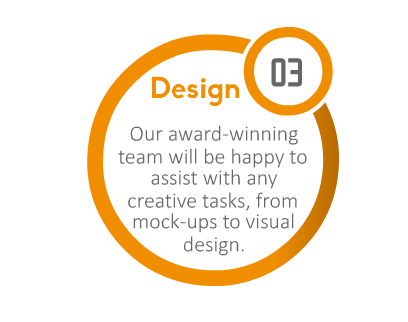 03
Design
Our award-winning
team will be happy to
assist with any
creative tasks, from
mock-ups to visual
design.